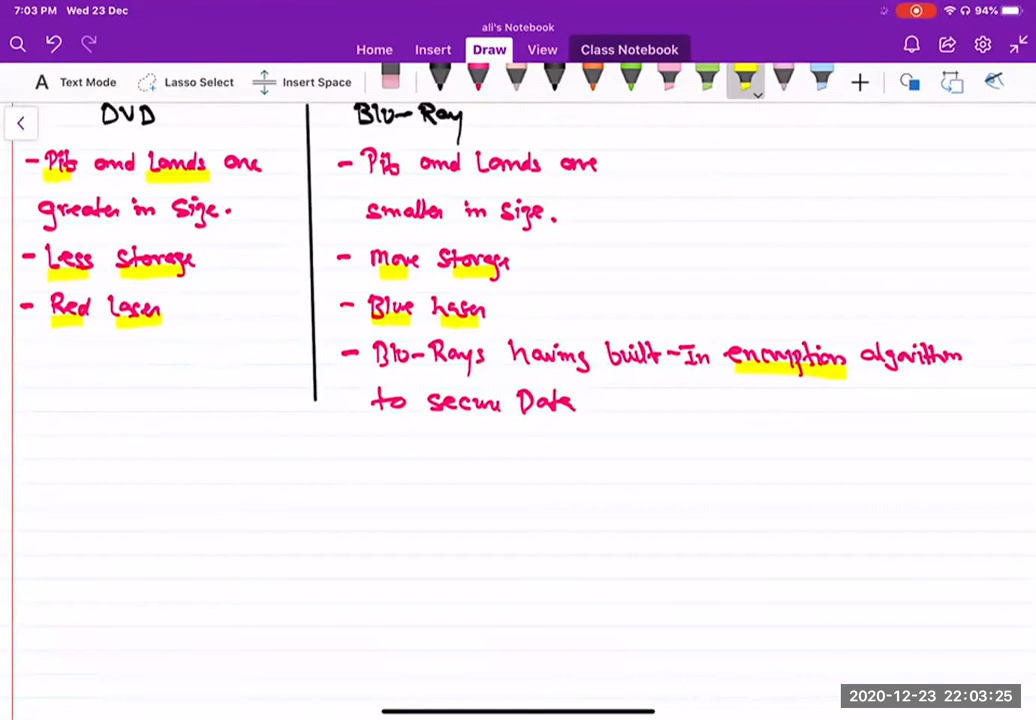 7:03 PM Wed 23 Dec
94%
ali's Notebook
Home Insert Draw View Class Notebook
A Text Mode Lasso Select Insert Space
DVD
- Pits and Lands are
greater in size.
- Less storage
- Red Laser
Blu-Ray
- Pits and Lands are
smaller in size.
- More storage
- Blue Laser
- Blu-Rays having built-In encryption algorithm
to secure Data
2020-12-23 22:03:25